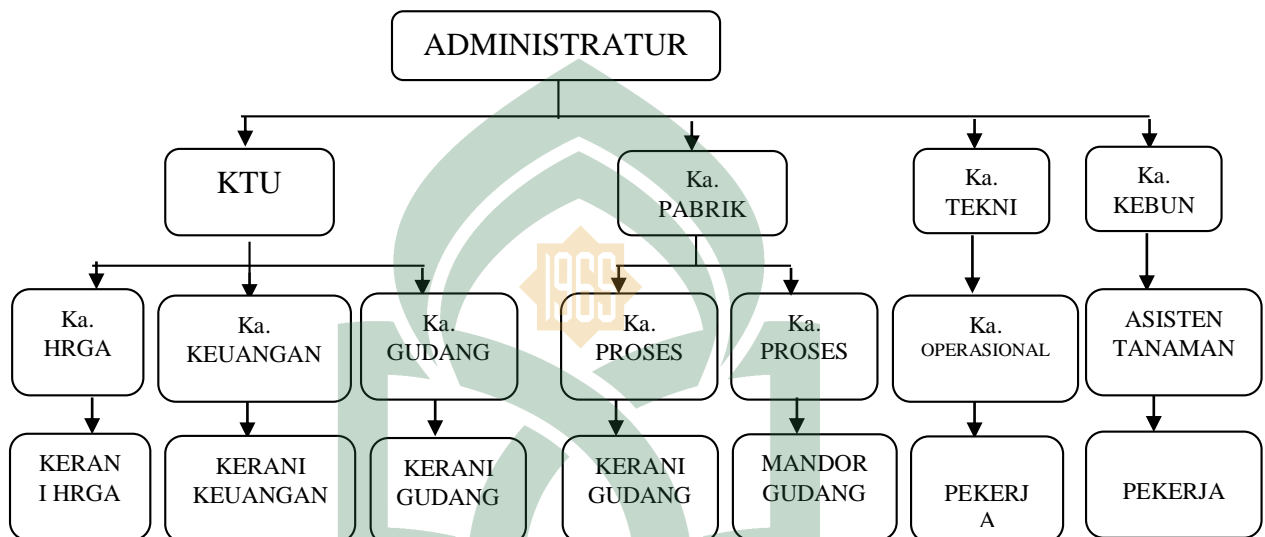 ADMINISTRATUR
KTU
Ka.
PABRIK
Ka.
TEKNI
Ka.
KEBUN
Ka.
HRGA
Ka.
KEUANGAN
Ka.
GUDANG
Ka.
PROSES
Ka.
PROSES
Ka.
OPERASIONAL
ASISTEN
TANAMAN
KERAN
I HRGA
KERANI
KEUANGAN
KERANI
GUDANG
KERANI
GUDANG
MANDOR
GUDANG
PEKERJ
A
PEKERJA
1965